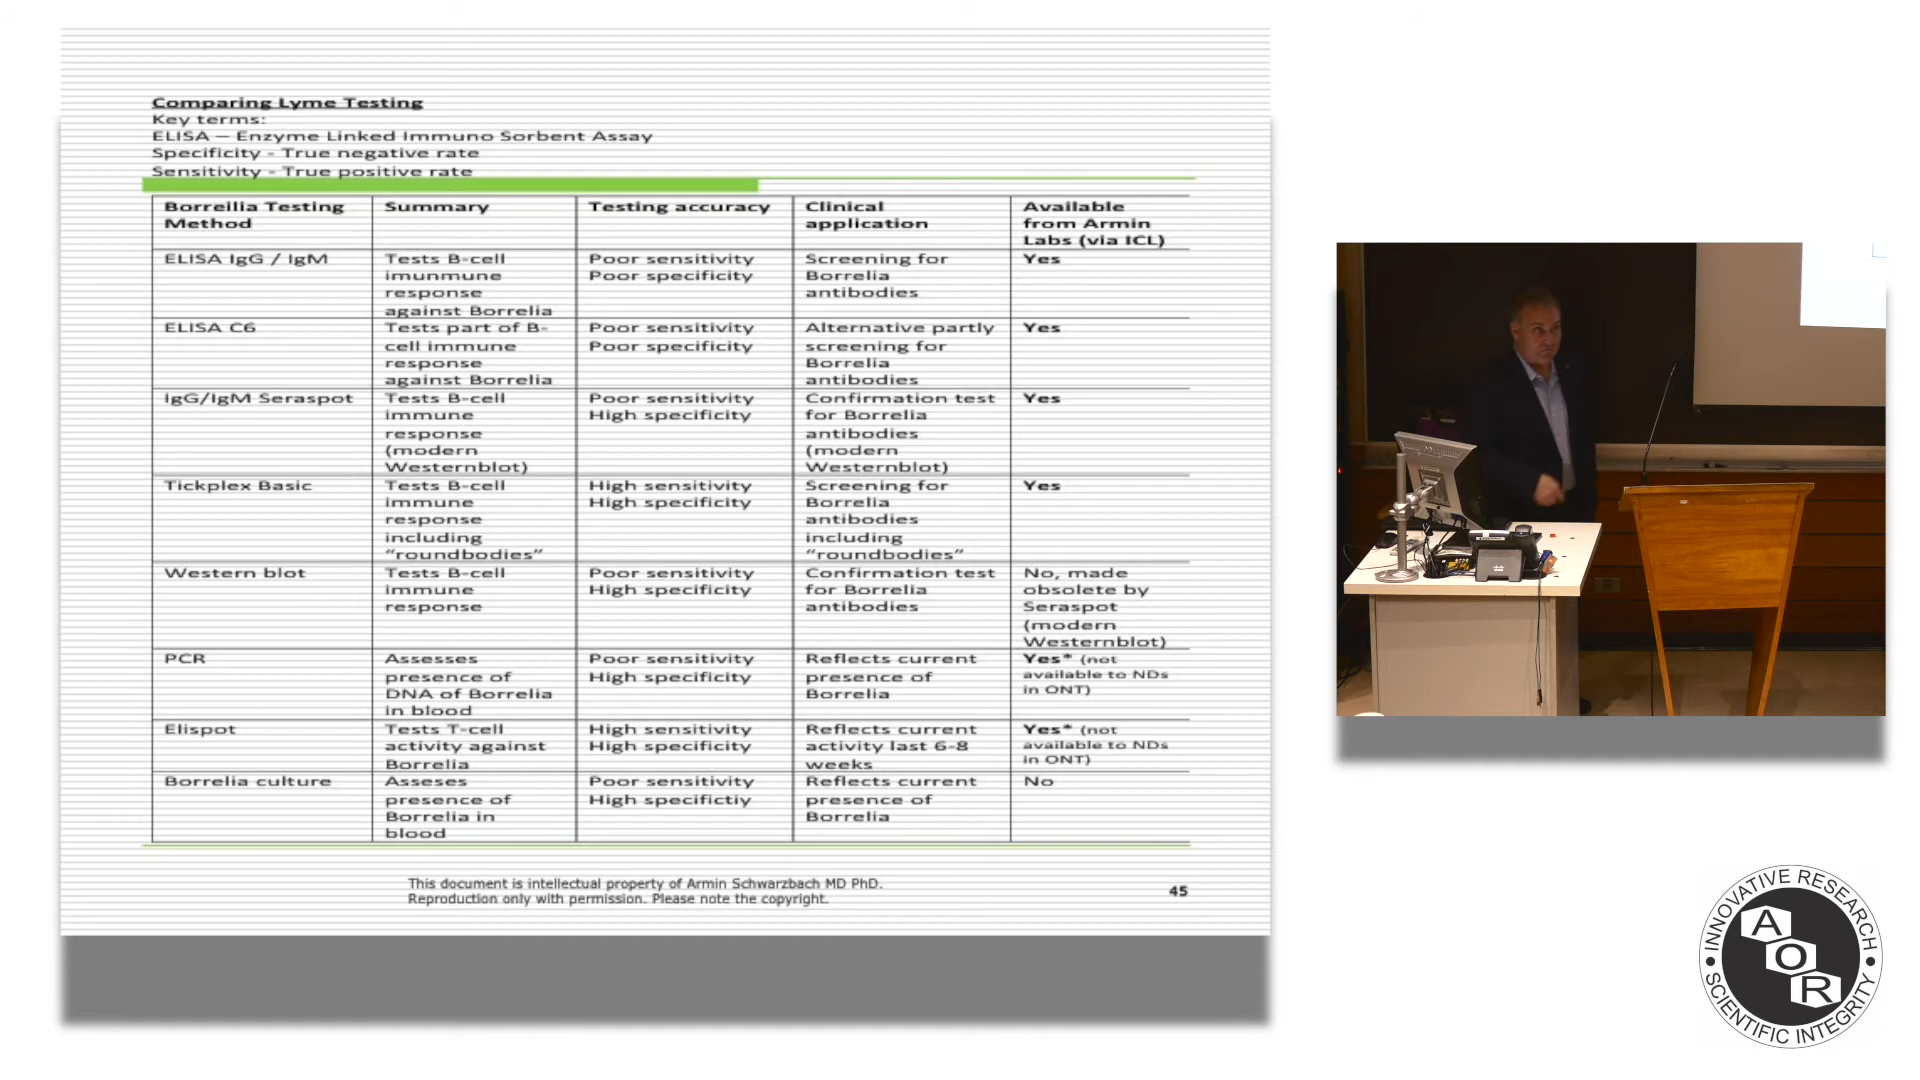 Comparing Lyme Testing
Key terms:
ELISA – Enzyme Linked Immuno Sorbent Assay
Specificity - True negative rate
Sensitivity - True positive rate
Borreilia Testing
Method
Summary
Testing accuracy
Clinical
application
Available
from Armin
Labs (via ICL)
ELISA IgG / IgM
Tests B-cell
imunmune
response
against Borrelia
Poor sensitivity
Poor specificity
Screening for
Borrelia
antibodies
Yes
ELISA C6
Tests part of B-
cell immune
response
against Borrelia
Poor sensitivity
Poor specificity
Alternative partly
screening for
Borrelia
antibodies
Yes
IgG/IgM Seraspot
Tests B-cell
immune
response
(modern
Westernblot)
Poor sensitivity
High specificity
Confirmation test
for Borrelia
antibodies
(modern
Westernblot)
Yes
Tickplex Basic
Tests B-cell
immune
response
including
“roundbodies”
High sensitivity
High specificity
Screening for
Borrelia
antibodies
including
“roundbodies”
Yes
Western blot
Tests B-cell
immune
response
Poor sensitivity
High specificity
Confirmation test
for Borrelia
antibodies
No, made
obsolete by
Seraspot
(modern
Westernblot)
PCR
Assesses
presence of
DNA of Borrelia
in blood
Poor sensitivity
High specificity
Reflects current
presence of
Borrelia
Yes* (not
available to NDs
in ONT)
Elispot
Tests T-cell
activity against
Borrelia
High sensitivity
High specificity
Reflects current
activity last 6-8
weeks
Yes* (not
available to NDs
in ONT)
Borrelia culture
Asseses
presence of
Borrelia in
blood
Poor sensitivity
High specifictiy
Reflects current
presence of
Borrelia
No
This document is intellectual property of Armin Schwarzbach MD PhD.
Reproduction only with permission. Please note the copyright.
45
INNOVATIVE RESEARCH
AOR
SCIENTIFIC INTEGRITY